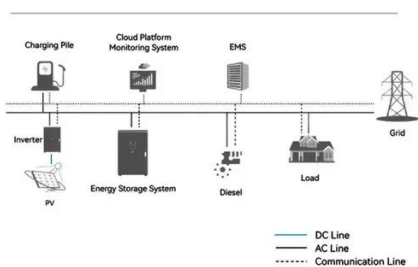 Charging Pile
Cloud Platform
Monitoring System
EMS
Grid
Inverter
PV
Energy Storage System
Diesel
Load
DC Line
AC Line
Communication Line